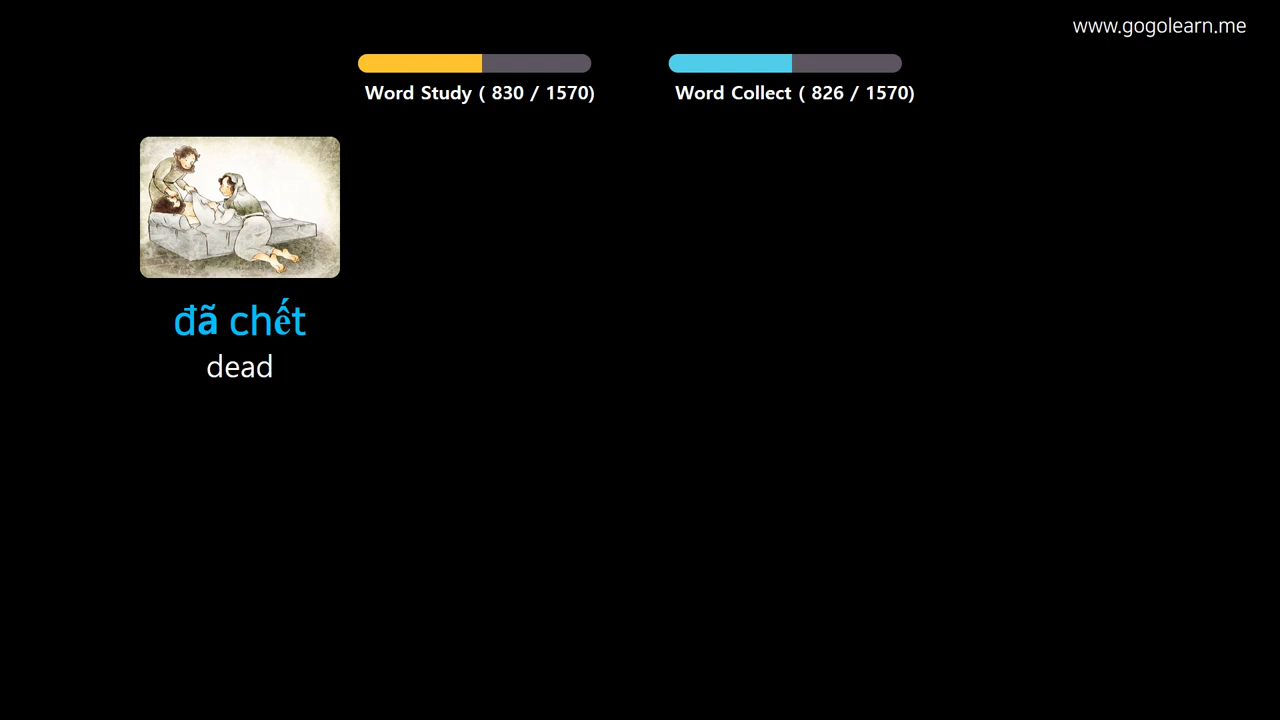 www.gogolearn.me
Word Study ( 830 / 1570)
Word Collect ( 826 / 1570)
đã chết
dead